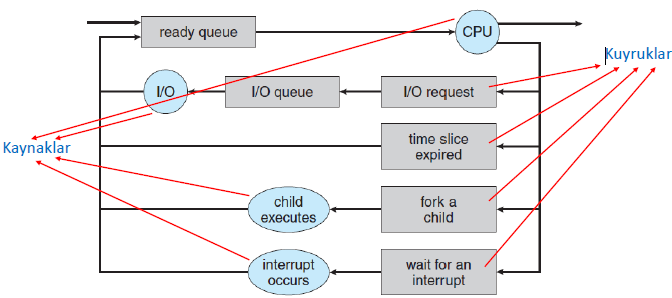 ready queue
CPU
Kuyruklar
I/O
I/O queue
I/O request
Kaynaklar
time slice
expired
child
executes
fork a
child
interrupt
occurs
wait for an
interrupt